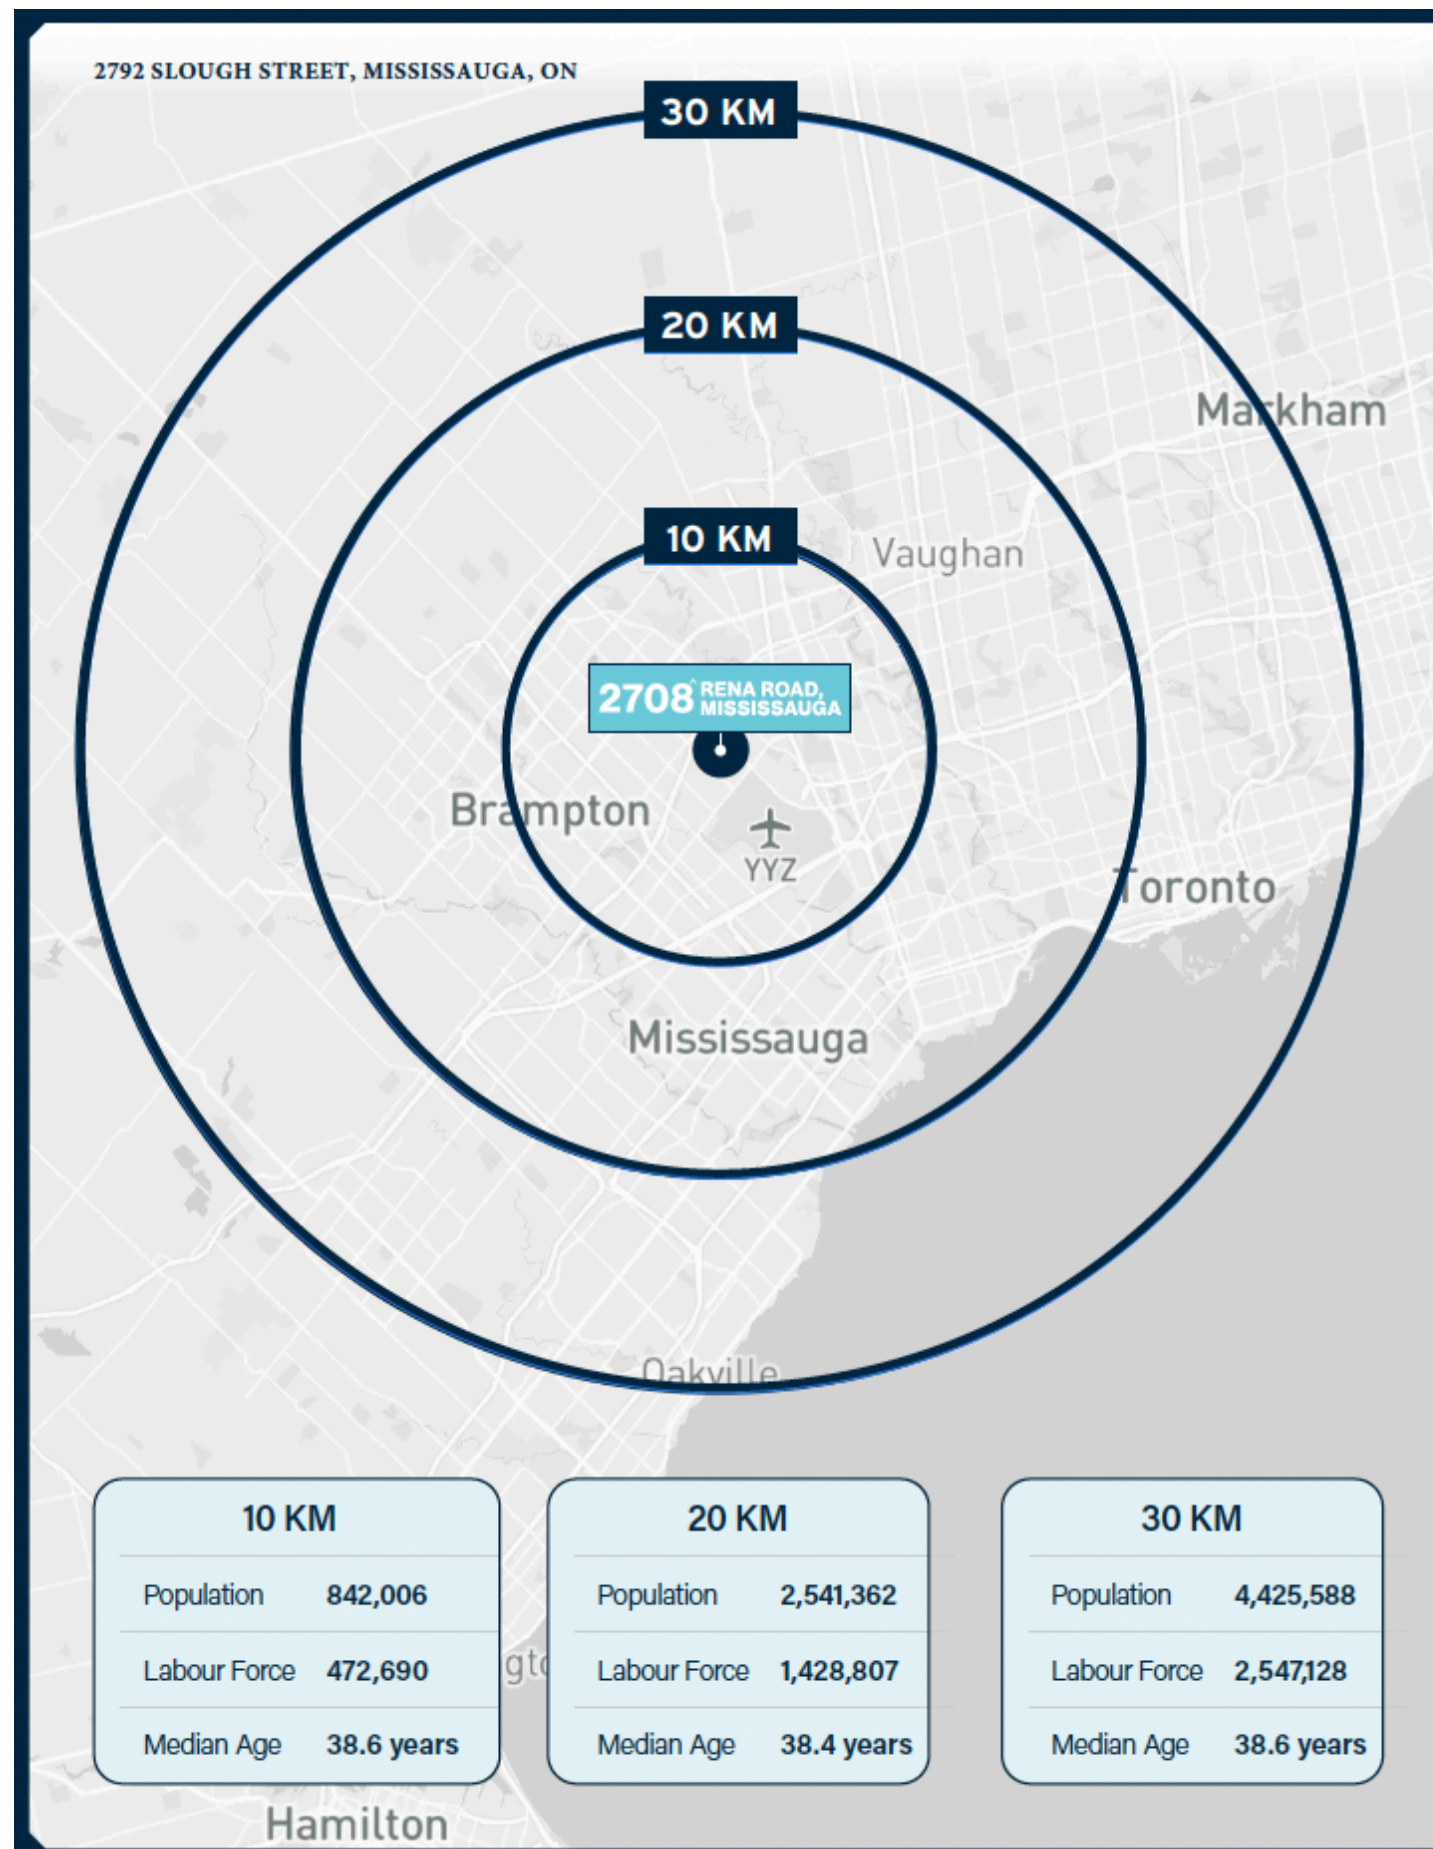 2792 SLOUGH STREET, MISSISSAUGA, ON
30 KM
20 KM
Markham
10 KM
Vaughan
2708 RENA ROAD,
MISSISSAUGA
Brampton
YYZ
Toronto
Mississauga
Oakville
10 KM
Population 842,006
Labour Force 472,690
Median Age 38.6 years
20 KM
Population 2,541,362
Labour Force 1,428,807
Median Age 38.4 years
30 KM
Population 4,425,588
Labour Force 2,547,128
Median Age 38.6 years
Hamilton